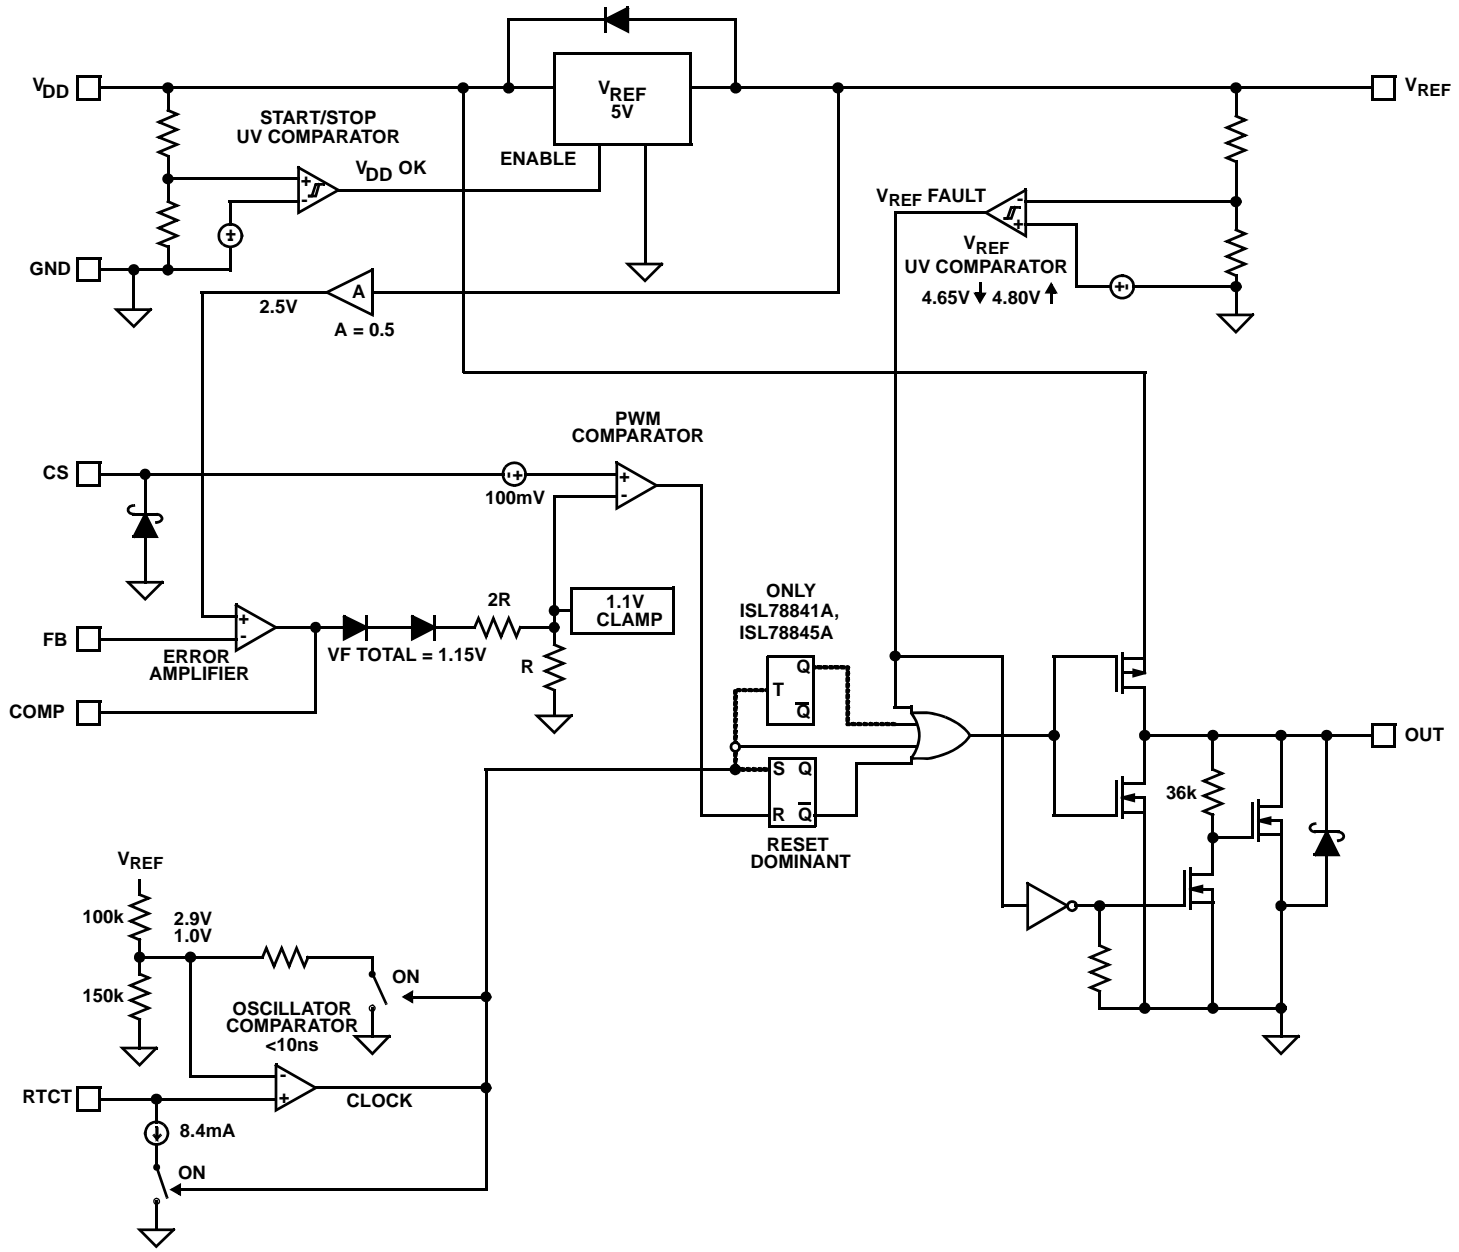 VDD
VREF
5V
VREF
START/STOP
UV COMPARATOR
+
-
VDD OK
ENABLE
VREF FAULT
-
+
VREF
UV COMPARATOR
4.65V 4.80V
+
GND
2.5V
A
A = 0.5
+-
PWM
COMPARATOR
CS
-+
100mV
+
-
ONLY
ISL78841A,
ISL78845A
2R
1.1V
CLAMP
+
-
FB
ERROR
AMPLIFIER
VF TOTAL = 1.15V
R
COMP
Q
T
Q
OUT
S Q
R Q
RESET
DOMINANT
36k
VREF
100k
2.9V
1.0V
150k
ON
OSCILLATOR
COMPARATOR
<10ns
-
+
RTCT
CLOCK
8.4mA
ON